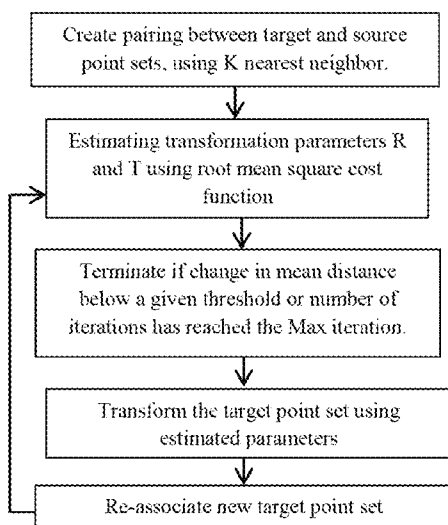 Create pairing between target and source
point sets, using K nearest neighbor.
Estimating transformation parameters R
and T using root mean square cost
function
Terminate if change in mean distance
below a given threshold or number of
iterations has reached the Max iteration.
Transform the target point set using
estimated parameters
Re-associate new target point set